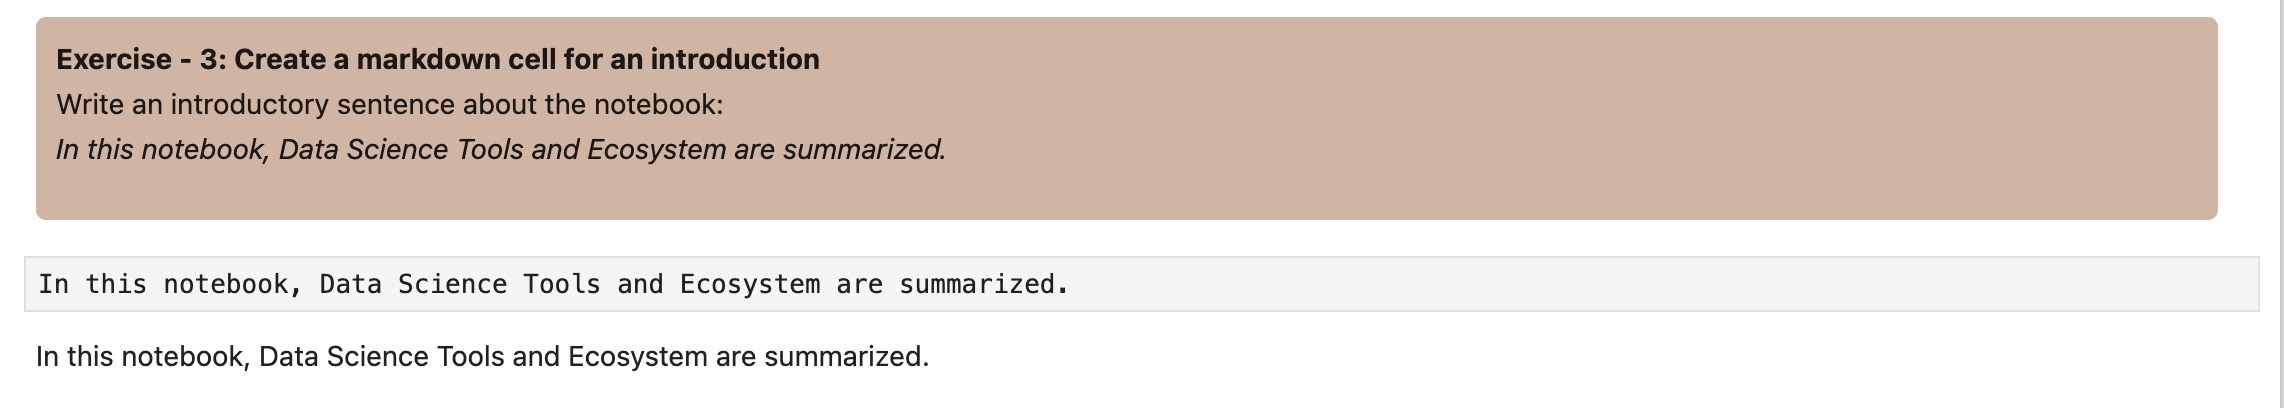 Exercise - 3: Create a markdown cell for an introduction
Write an introductory sentence about the notebook:
In this notebook, Data Science Tools and Ecosystem are summarized.
In this notebook, Data Science Tools and Ecosystem are summarized.
In this notebook, Data Science Tools and Ecosystem are summarized.